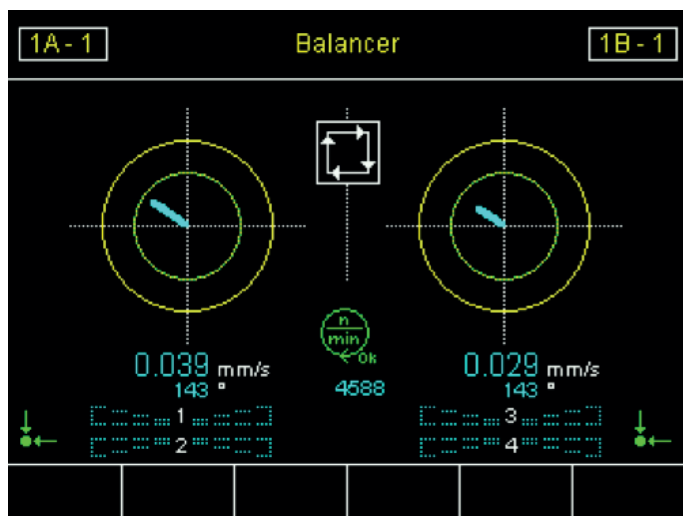 1A - 1 Balancer 1B - 1
n
min
Ok
0.039 mm/s 0.029 mm/s
143 ° 4588 143 °
1 3
2 4